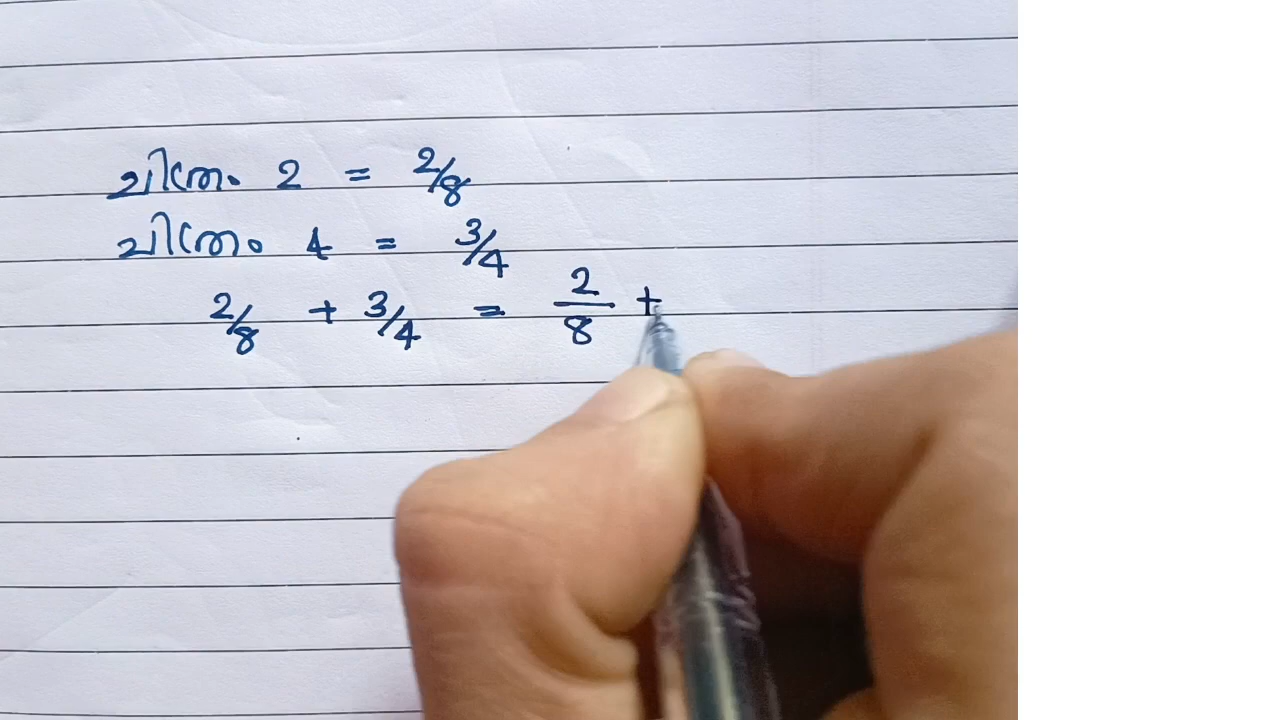 ചിത്രം 2 = 2/8
ചിത്രം 4 = 3/4
2/8 + 3/4 = 2/8 +